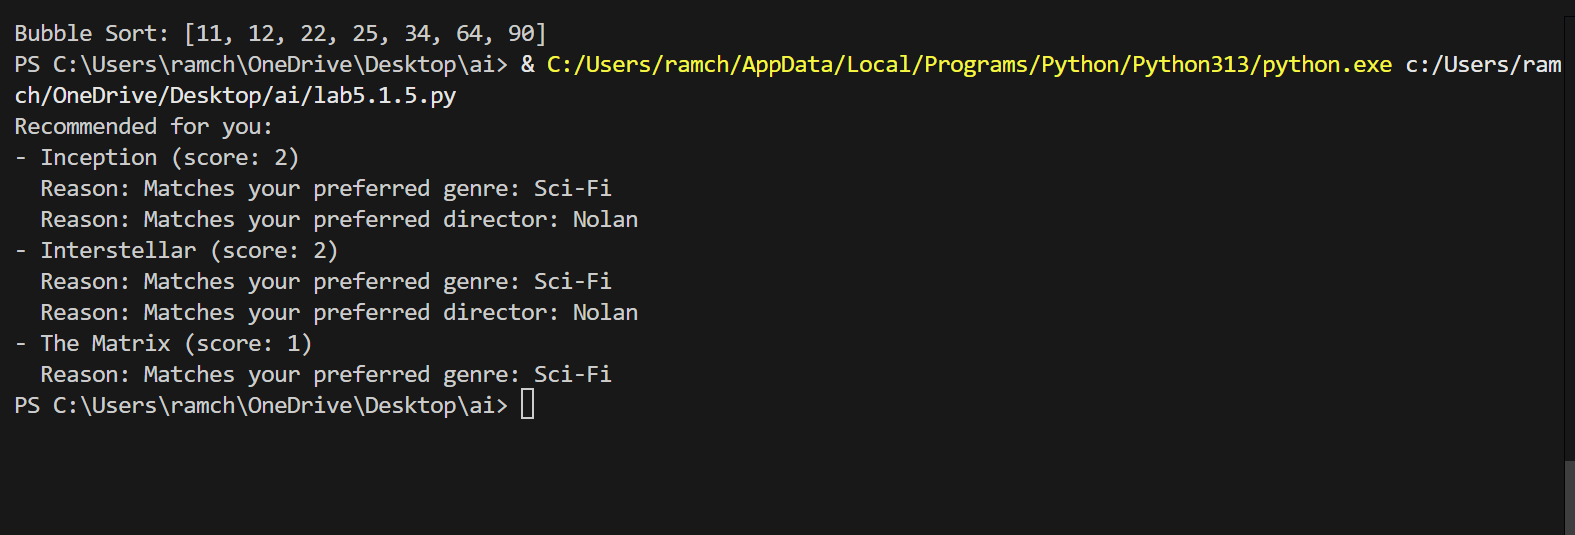 Bubble Sort: [11, 12, 22, 25, 34, 64, 90]
PS C:\Users\ramch\OneDrive\Desktop\ai> & C:/Users/ramch/AppData/Local/Programs/Python/Python313/python.exe c:/Users/ram
ch/OneDrive/Desktop/ai/lab5.1.5.py
Recommended for you:
- Inception (score: 2)
  Reason: Matches your preferred genre: Sci-Fi
  Reason: Matches your preferred director: Nolan
- Interstellar (score: 2)
  Reason: Matches your preferred genre: Sci-Fi
  Reason: Matches your preferred director: Nolan
- The Matrix (score: 1)
  Reason: Matches your preferred genre: Sci-Fi
PS C:\Users\ramch\OneDrive\Desktop\ai>